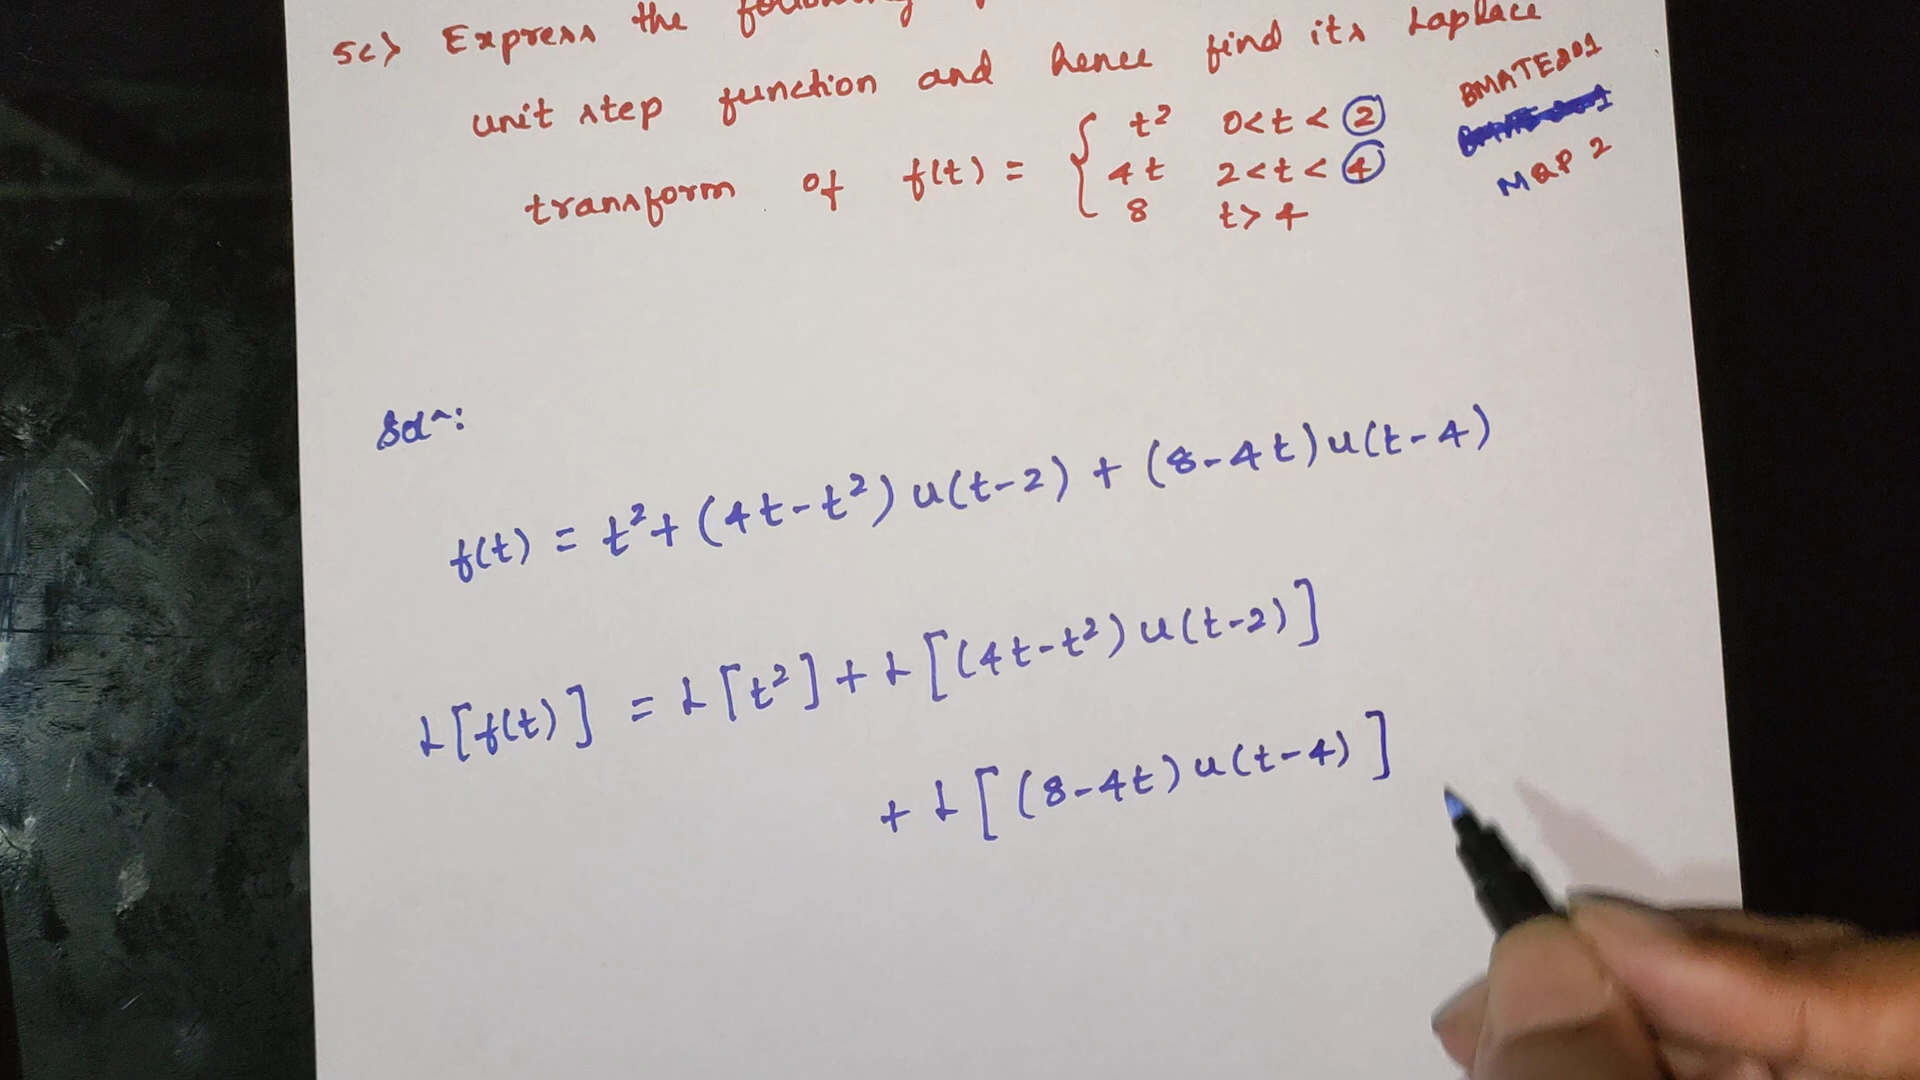 5c) Express the following
unit step function and hence find its Laplace
transform of f(t) = { t² 0<t<2
4t 2<t<4
8 t>4
BMATE201
MQP 2
Soln:
f(t) = t² + (4t - t²) u(t-2) + (8-4t) u(t-4)
L[f(t)] = L[t²] + L[(4t-t²) u(t-2)]
+ L[(8-4t) u(t-4)]